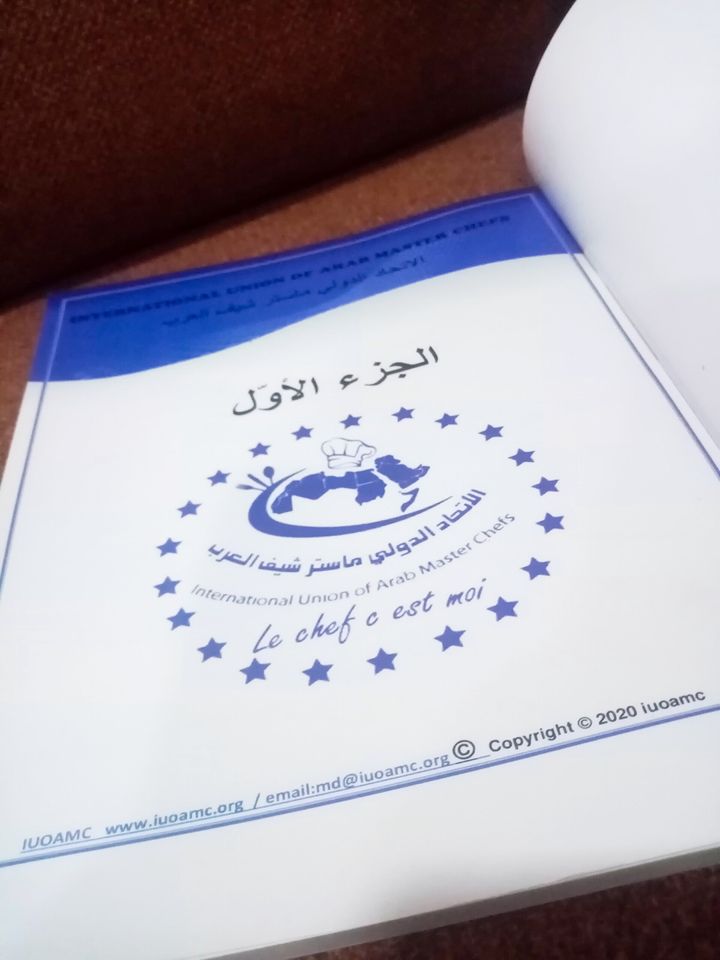 INTERNATIONAL UNION OF ARAB MASTER CHEFS
الاتحاد الدولي ماستر شيف العرب
الجزء الأوّل
الاتحاد الدولي ماستر شيف العرب
International Union of Arab Master Chefs
Le chef c est moi
IUOAMC www.iuoamc.org / email:md@iuoamc.org © Copyright © 2020 iuoamc